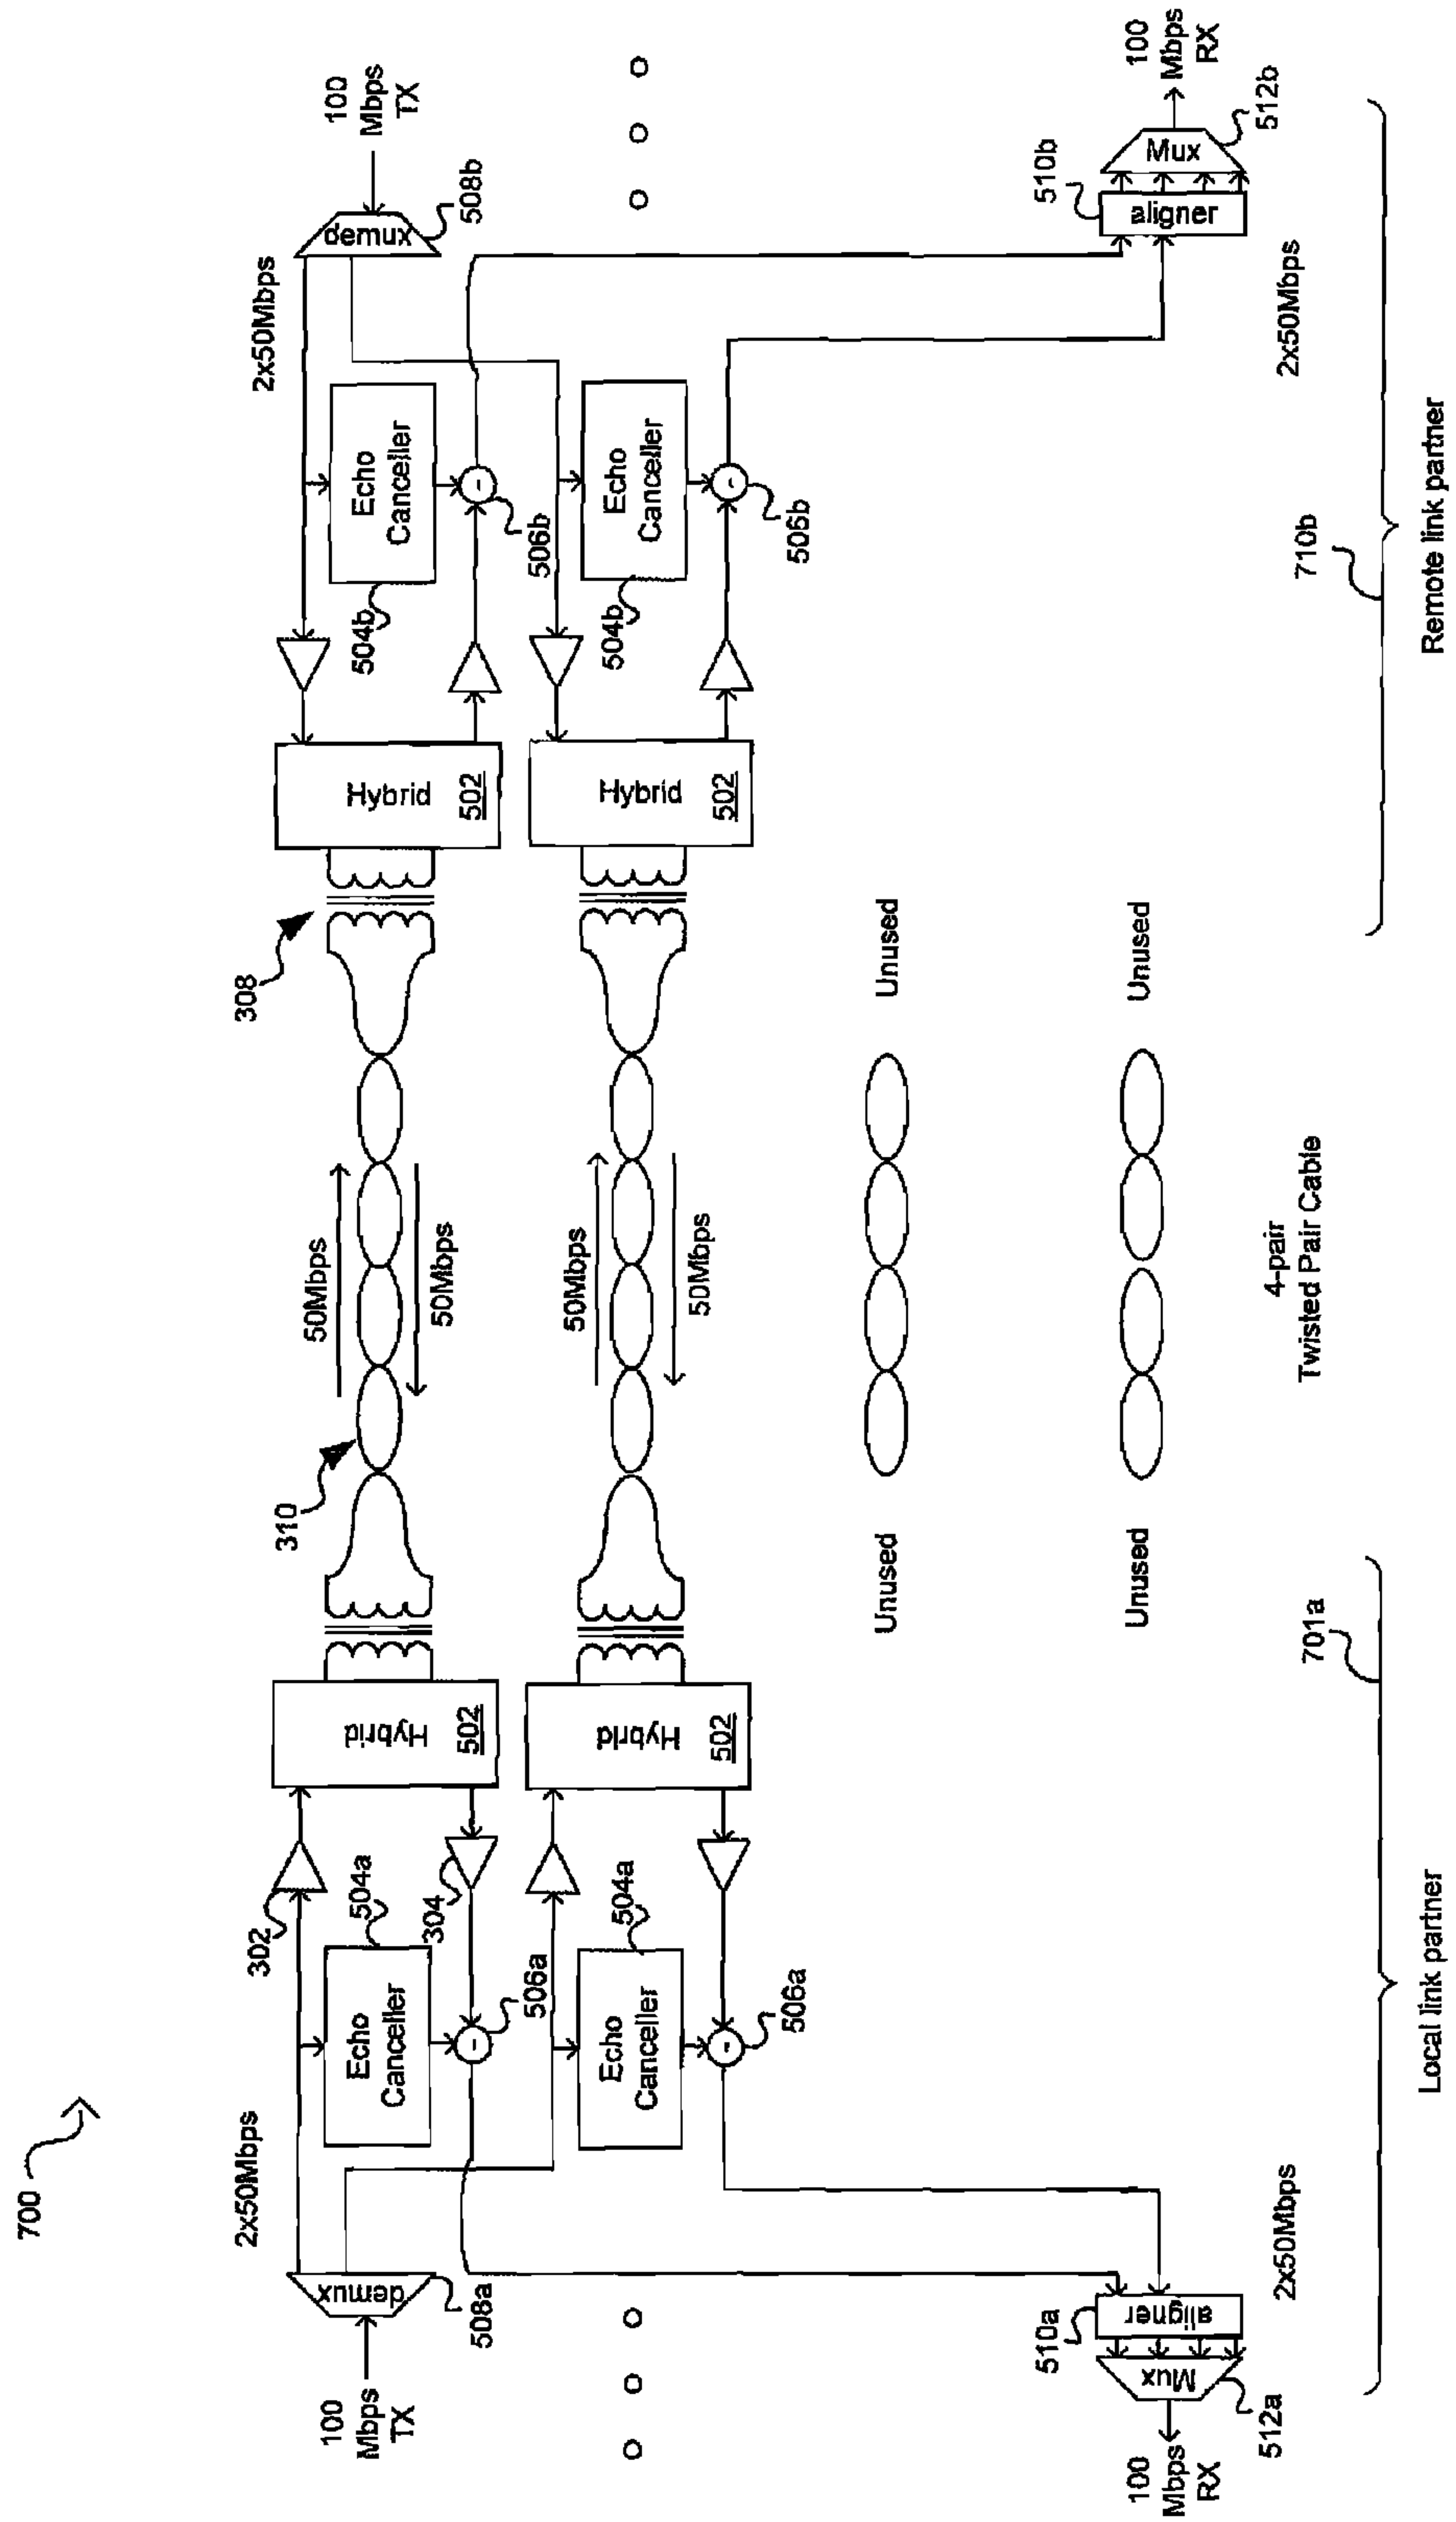 700
100
Mbps
TX
demux
508a
2x50Mbps
302
Echo
Canceller
504a
304
506a
Hybrid
502
310
50Mbps
50Mbps
308
Hybrid
502
504b
Echo
Canceller
506b
2x50Mbps
demux
508b
100
Mbps
TX
Echo
Canceller
504a
506a
Hybrid
502
50Mbps
50Mbps
Hybrid
502
504b
Echo
Canceller
506b
Unused
Unused
Unused
Unused
100
Mbps
RX
Mux
512a
aligner
510a
2x50Mbps
701a
Local link partner
4-pair
Twisted Pair Cable
2x50Mbps
510b
aligner
Mux
512b
100
Mbps
RX
710b
Remote link partner